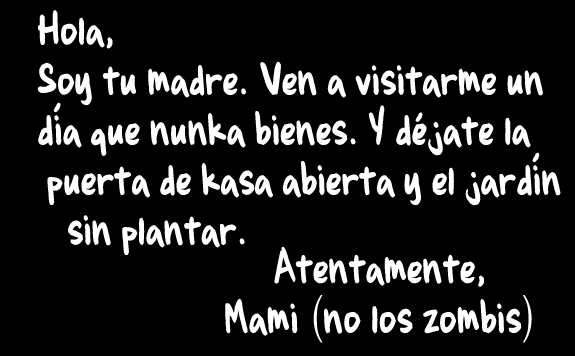 Hola,
Soy tu madre. Ven a visitarme un
día que nunka bienes. Y déjate la
puerta de kasa abierta y el jardín
sin plantar.
Atentamente,
Mami (no los zombis)